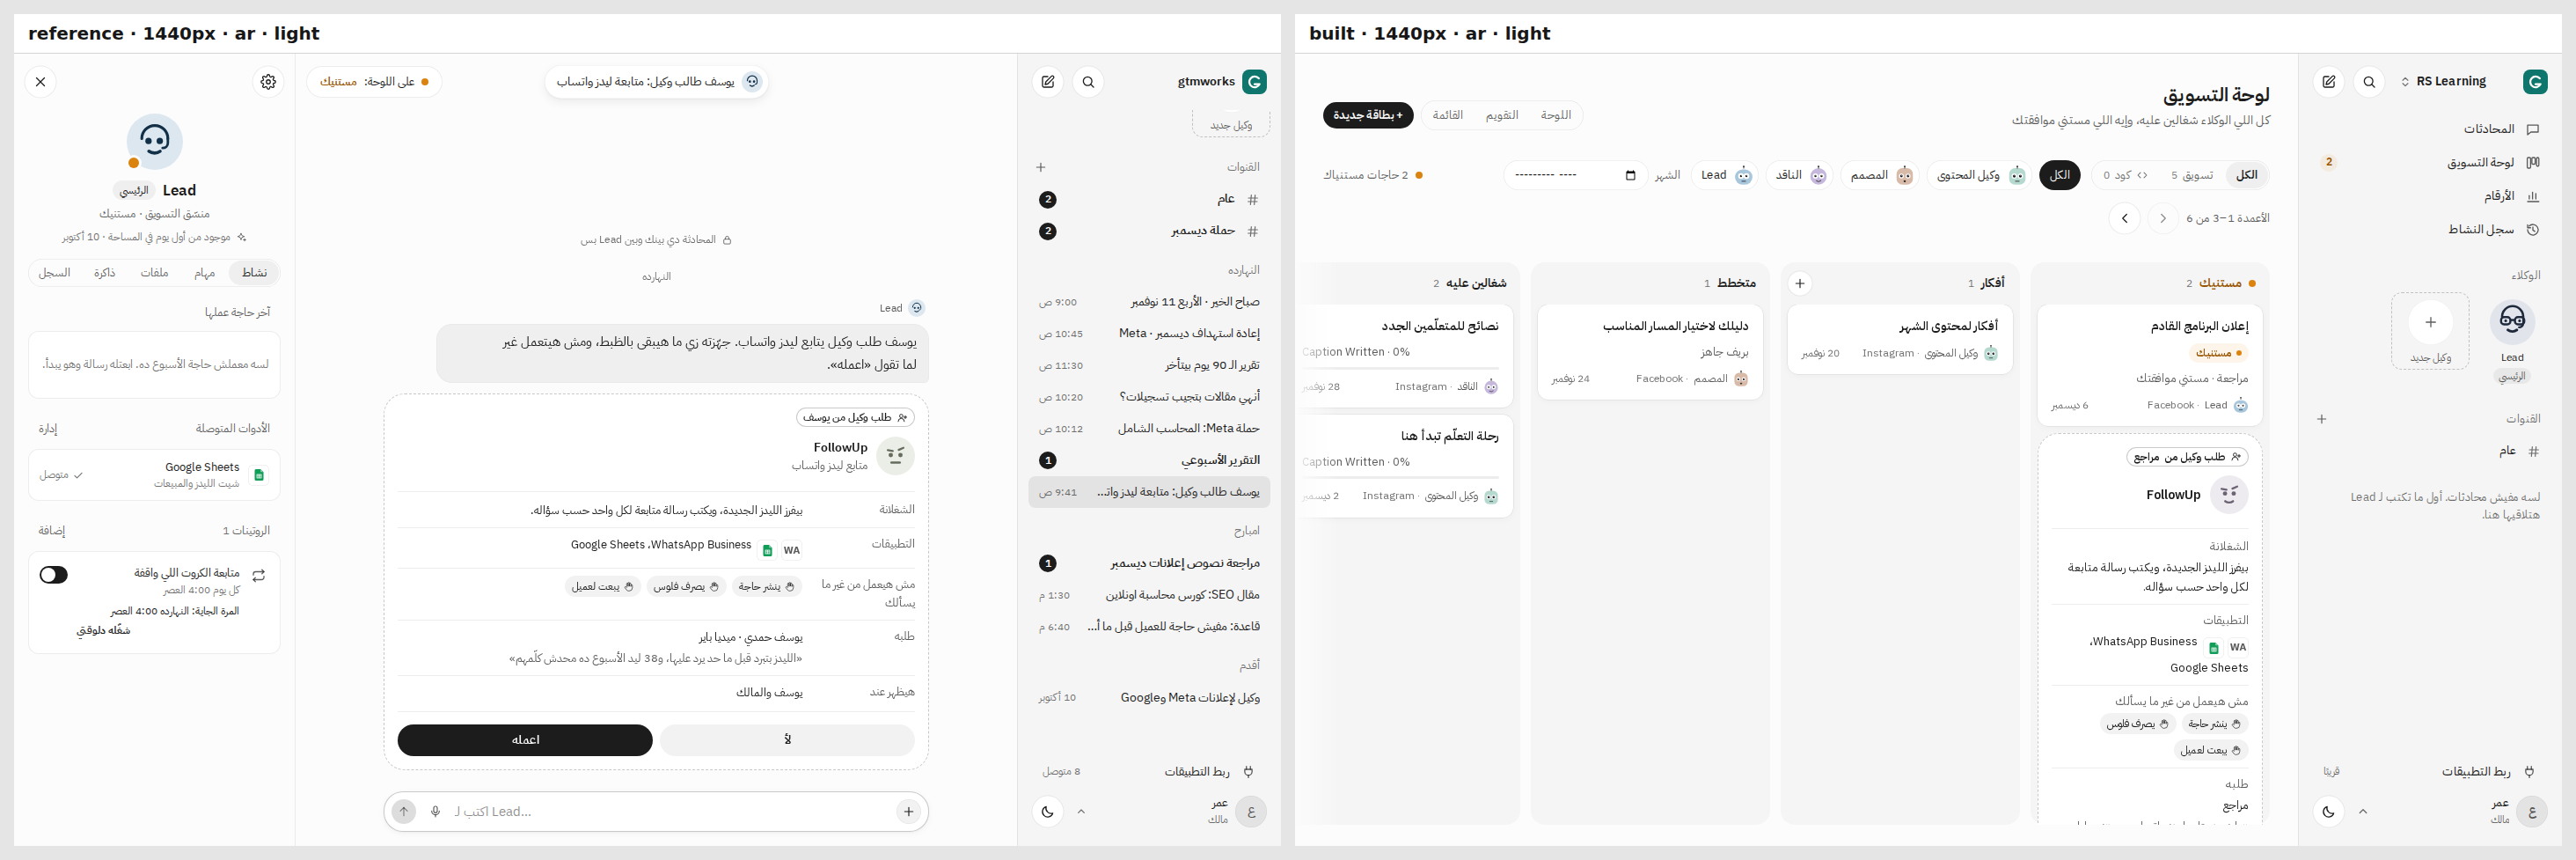 reference · 1440px · ar · light
gtmworks
وكيل جديد
القنوات
عام
2
حملة ديسمبر
2
النهارده
صباح الخير · الأربع 11 نوفمبر
9:00 ص
إعادة استهداف ديسمبر · Meta
10:45 ص
تقرير الـ 90 يوم بيتأخر
11:30 ص
أنهي مقالات بتجيب تسجيلات؟
10:20 ص
حملة Meta: المحاسب الشامل
10:12 ص
التقرير الأسبوعي
1
يوسف طالب وكيل: متابعة ليدز وات...
9:41 ص
امبارح
مراجعة نصوص إعلانات ديسمبر
1
مقال SEO: كورس محاسبة اونلاين
1:30 م
قاعدة: مفيش حاجة للعميل قبل ما أ...
6:40 م
أقدم
وكيل لإعلانات Meta وGoogle
10 أكتوبر
ربط التطبيقات
8 متوصل
ع
عمر
مالك
يوسف طالب وكيل: متابعة ليدز واتساب
على اللوحة: مستنيك
المحادثة دي بينك وبين Lead بس
النهارده
Lead
يوسف طلب وكيل يتابع ليدز واتساب. جهّزته زي ما هيبقى بالظبط، ومش هيتعمل غير
لما تقول «اعمله».
طلب وكيل من يوسف
FollowUp
متابع ليدز واتساب
الشغلانة
بيفرز الليدز الجديدة، ويكتب رسالة متابعة لكل واحد حسب سؤاله.
التطبيقات
WA
WhatsApp Business، Google Sheets
مش هيعمل من غير ما
يسألك
ينشر حاجة
يصرف فلوس
يبعت لعميل
طلبه
يوسف حمدي · ميديا باير
«الليدز بتبرد قبل ما حد يرد عليها، و38 ليد الأسبوع ده محدش كلّمهم»
هيظهر عند
يوسف والمالك
لأ
اعمله
اكتب لـ Lead...
Lead
الرئيسي
منسّق التسويق · مستنيك
موجود من أول يوم في المساحة · 10 أكتوبر
نشاط
مهام
ملفات
ذاكرة
السجل
آخر حاجة عملها
لسه معملش حاجة الأسبوع ده. ابعتله رسالة وهو يبدأ.
الأدوات المتوصلة
إدارة
Google Sheets
شيت الليدز والمبيعات
متوصل
الروتينات 1
إضافة
متابعة الكروت اللي واقفة
كل يوم 4:00 العصر
المرة الجاية: النهارده 4:00 العصر
شغّله دلوقتي
built · 1440px · ar · light
RS Learning
المحادثات
لوحة التسويق
2
الأرقام
سجل النشاط
الوكلاء
Lead
الرئيسي
وكيل جديد
القنوات
عام
لسه مفيش محادثات. أول ما تكتب لـ Lead
هتلاقيها هنا.
ربط التطبيقات
قريبًا
ع
عمر
مالك
لوحة التسويق
كل اللي الوكلاء شغالين عليه، وإيه اللي مستني موافقتك
اللوحة
التقويم
القائمة
+ بطاقة جديدة
الكل
تسويق 5
كود 0
الكل
وكيل المحتوى
المصمم
الناقد
Lead
الشهر
--------- ----
2 حاجات مستنياك
الأعمدة 1–3 من 6
مستنيك 2
إعلان البرنامج القادم
مستنيك
مراجعة · مستني موافقتك
Lead · Facebook
6 ديسمبر
طلب وكيل من مراجع
FollowUp
الشغلانة
بيفرز الليدز الجديدة، ويكتب رسالة متابعة
لكل واحد حسب سؤاله.
التطبيقات
WA
WhatsApp Business،
Google Sheets
مش هيعمل من غير ما يسألك
ينشر حاجة
يصرف فلوس
يبعت لعميل
طلبه
مراجع
أفكار 1
أفكار لمحتوى الشهر
وكيل المحتوى · Instagram
20 نوفمبر
متخطط 1
دليلك لاختيار المسار المناسب
بريف جاهز
المصمم · Facebook
24 نوفمبر
شغالين عليه 2
نصائح للمتعلّمين الجدد
Caption Written · 0%
الناقد · Instagram
28 نوفمبر
رحلة التعلّم تبدأ هنا
Caption Written · 0%
وكيل المحتوى · Instagram
2 ديسمبر